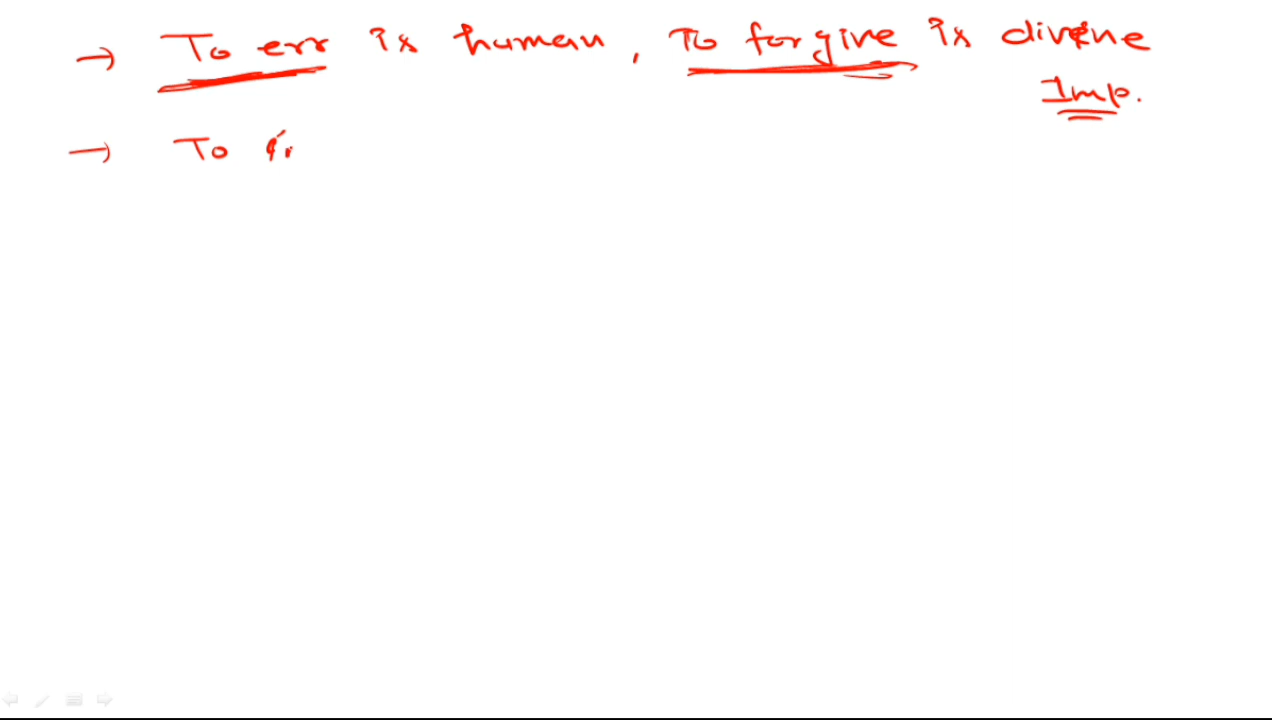 → To err is human, To forgive is divine
Imp.
→ To